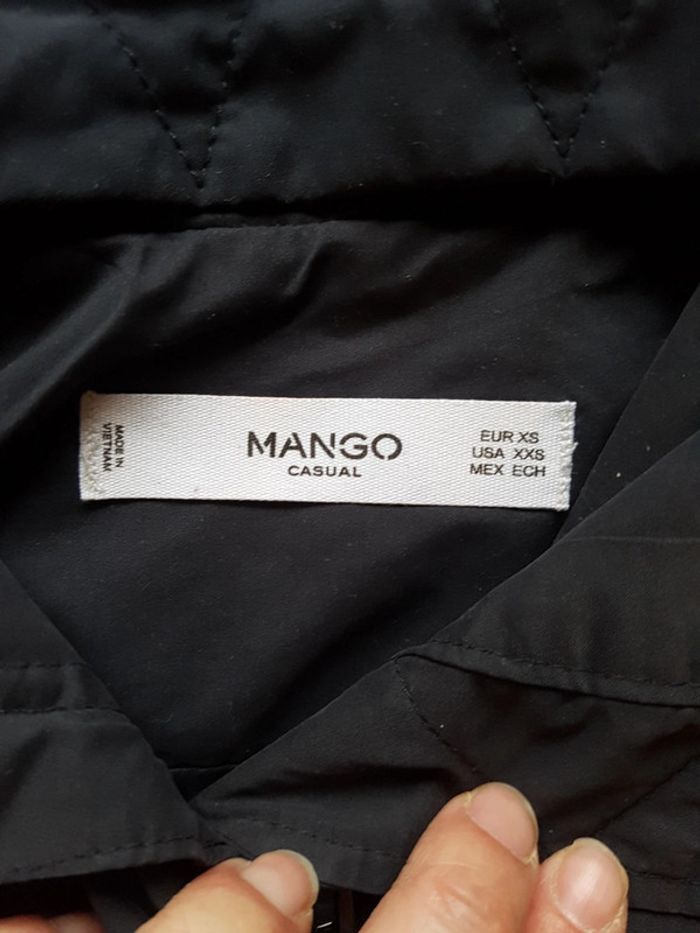 MADE IN
VIETNAM
MANGO
CASUAL
EUR XS
USA XXS
MEX ECH